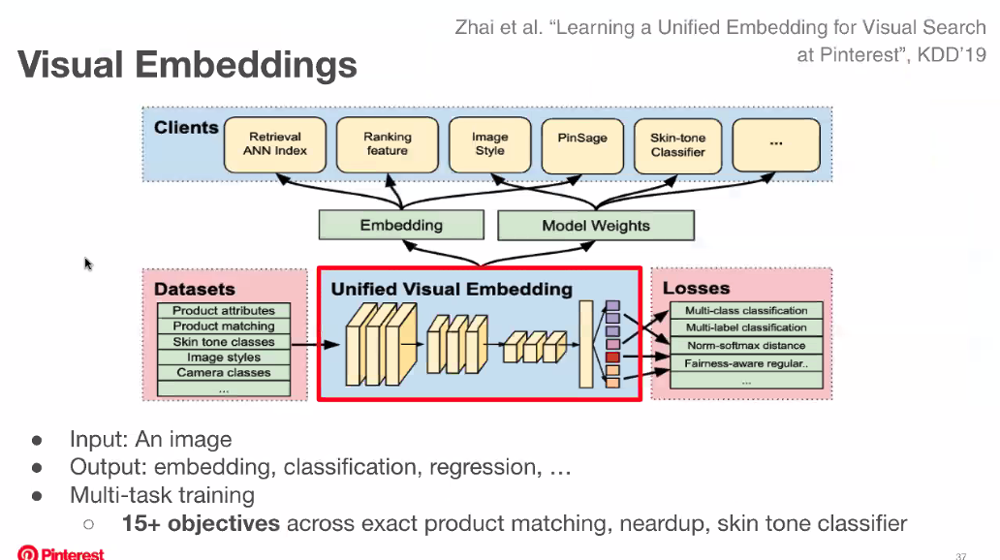 Zhai et al. “Learning a Unified Embedding for Visual Search
at Pinterest”, KDD’19
Visual Embeddings
Clients
Retrieval
ANN Index
Ranking
feature
Image
Style
PinSage
Skin-tone
Classifier
...
Embedding
Model Weights
Datasets
Product attributes
Product matching
Skin tone classes
Image styles
Camera classes
...
Unified Visual Embedding
Losses
Multi-class classification
Multi-label classification
Norm-softmax distance
Fairness-aware regular..
...
● Input: An image
● Output: embedding, classification, regression, …
● Multi-task training
○ 15+ objectives across exact product matching, neardup, skin tone classifier
Pinterest
37